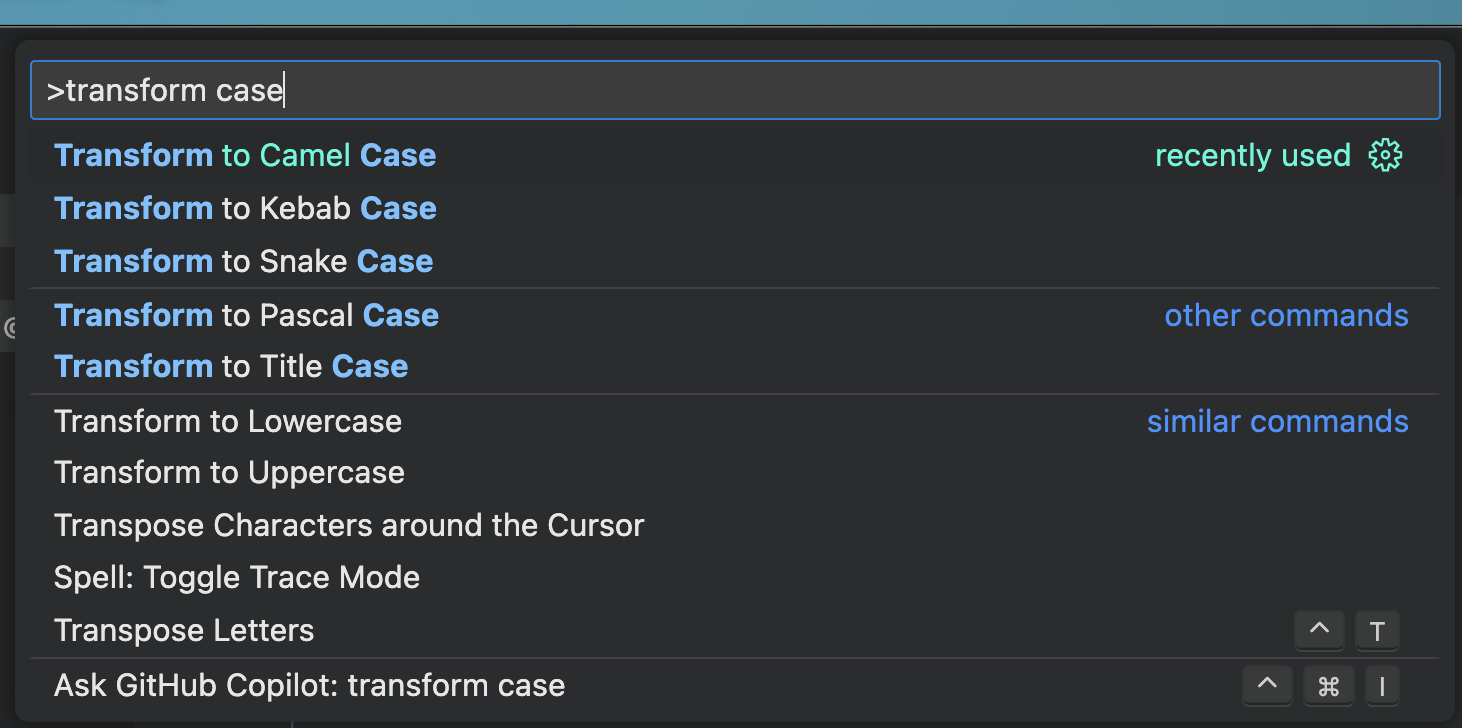 >transform case
Transform to Camel Case recently used
Transform to Kebab Case
Transform to Snake Case
Transform to Pascal Case other commands
Transform to Title Case
Transform to Lowercase similar commands
Transform to Uppercase
Transpose Characters around the Cursor
Spell: Toggle Trace Mode
Transpose Letters ^ T
Ask GitHub Copilot: transform case ^ ⌘ I